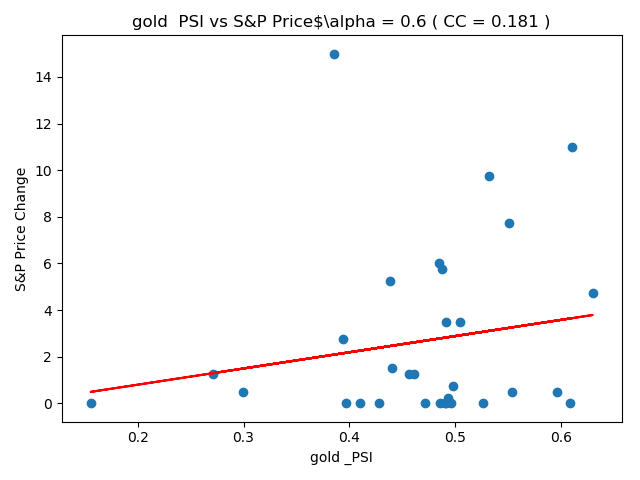 gold  PSI vs S&P Price$\alpha = 0.6 ( CC = 0.181 )
S&P Price Change
14
12
10
8
6
4
2
0
0.2 0.3 0.4 0.5 0.6
gold _PSI